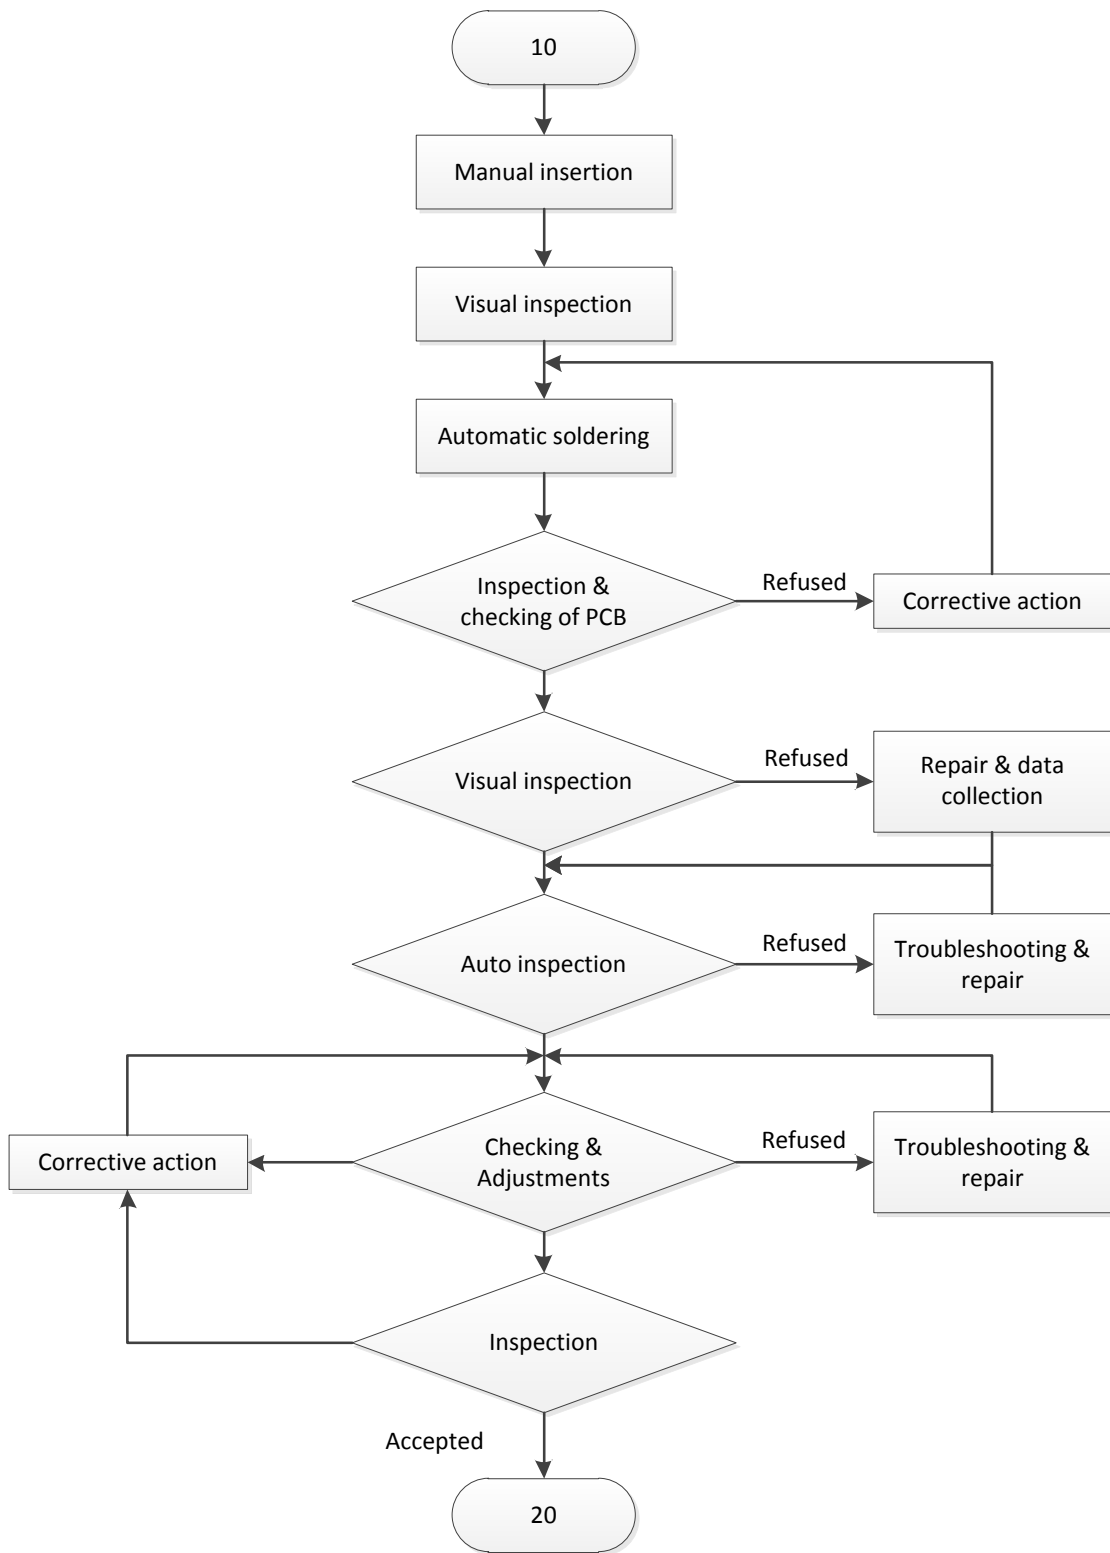 10
Manual insertion
Visual inspection
Automatic soldering
Inspection &
checking of PCB
Refused
Corrective action
Visual inspection
Refused
Repair & data
collection
Auto inspection
Refused
Troubleshooting &
repair
Corrective action
Checking &
Adjustments
Refused
Troubleshooting &
repair
Inspection
Accepted
20